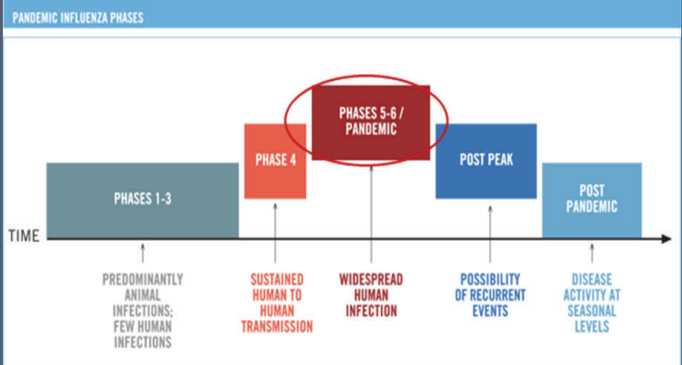 PANDEMIC INFLUENZA PHASES
PHASES 5-6 /
PANDEMIC
PHASE 4
POST PEAK
PHASES 1-3
POST
PANDEMIC
TIME
PREDOMINANTLY
ANIMAL
INFECTIONS;
FEW HUMAN
INFECTIONS
SUSTAINED
HUMAN TO
HUMAN
TRANSMISSION
WIDESPREAD
HUMAN
INFECTION
POSSIBILITY
OF RECURRENT
EVENTS
DISEASE
ACTIVITY AT
SEASONAL
LEVELS